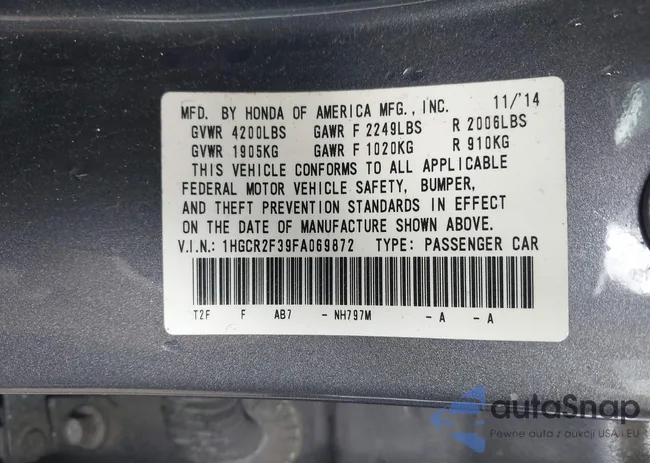 MFD. BY HONDA OF AMERICA MFG., INC. 11/'14
GVWR 4200LBS GAWR F 2249LBS R 2006LBS
GVWR 1905KG GAWR F 1020KG R 910KG
THIS VEHICLE CONFORMS TO ALL APPLICABLE
FEDERAL MOTOR VEHICLE SAFETY, BUMPER,
AND THEFT PREVENTION STANDARDS IN EFFECT
ON THE DATE OF MANUFACTURE SHOWN ABOVE.
V.I.N.: 1HGCR2F39FA069872 TYPE: PASSENGER CAR
T2F F AB7 - NH797M - A - A
autoSnap
Pewne auta z aukcji USA i EU